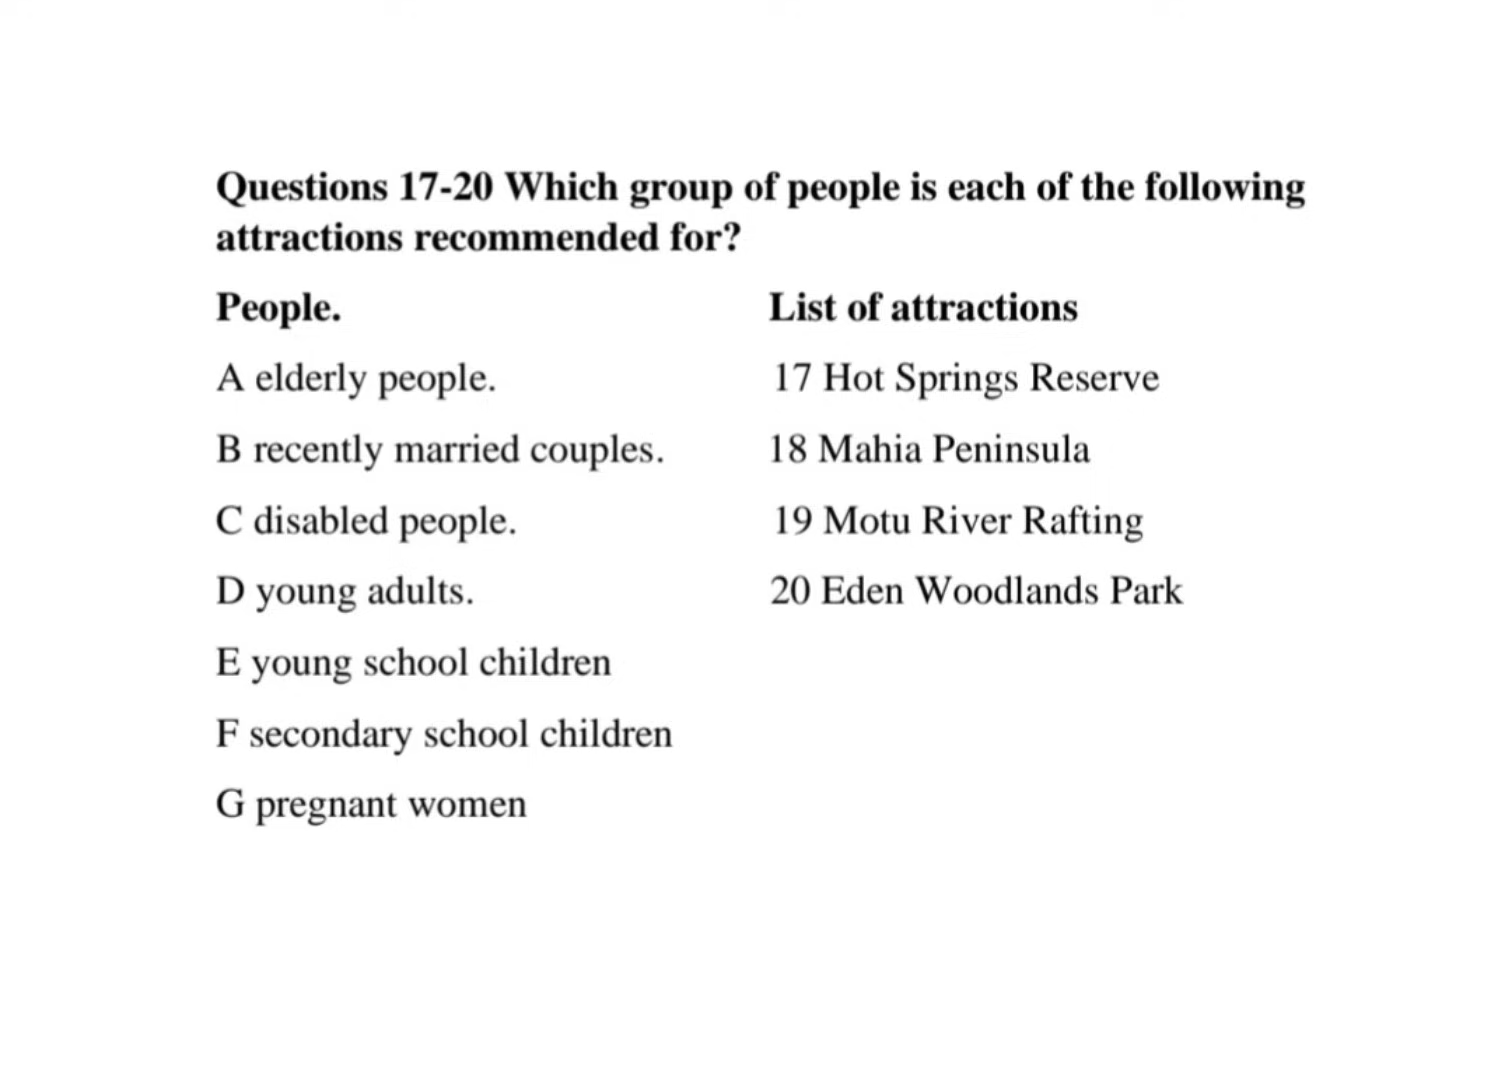 Questions 17-20 Which group of people is each of the following
attractions recommended for?
People.
List of attractions
A elderly people.
17 Hot Springs Reserve
B recently married couples.
18 Mahia Peninsula
C disabled people.
19 Motu River Rafting
D young adults.
20 Eden Woodlands Park
E young school children
F secondary school children
G pregnant women